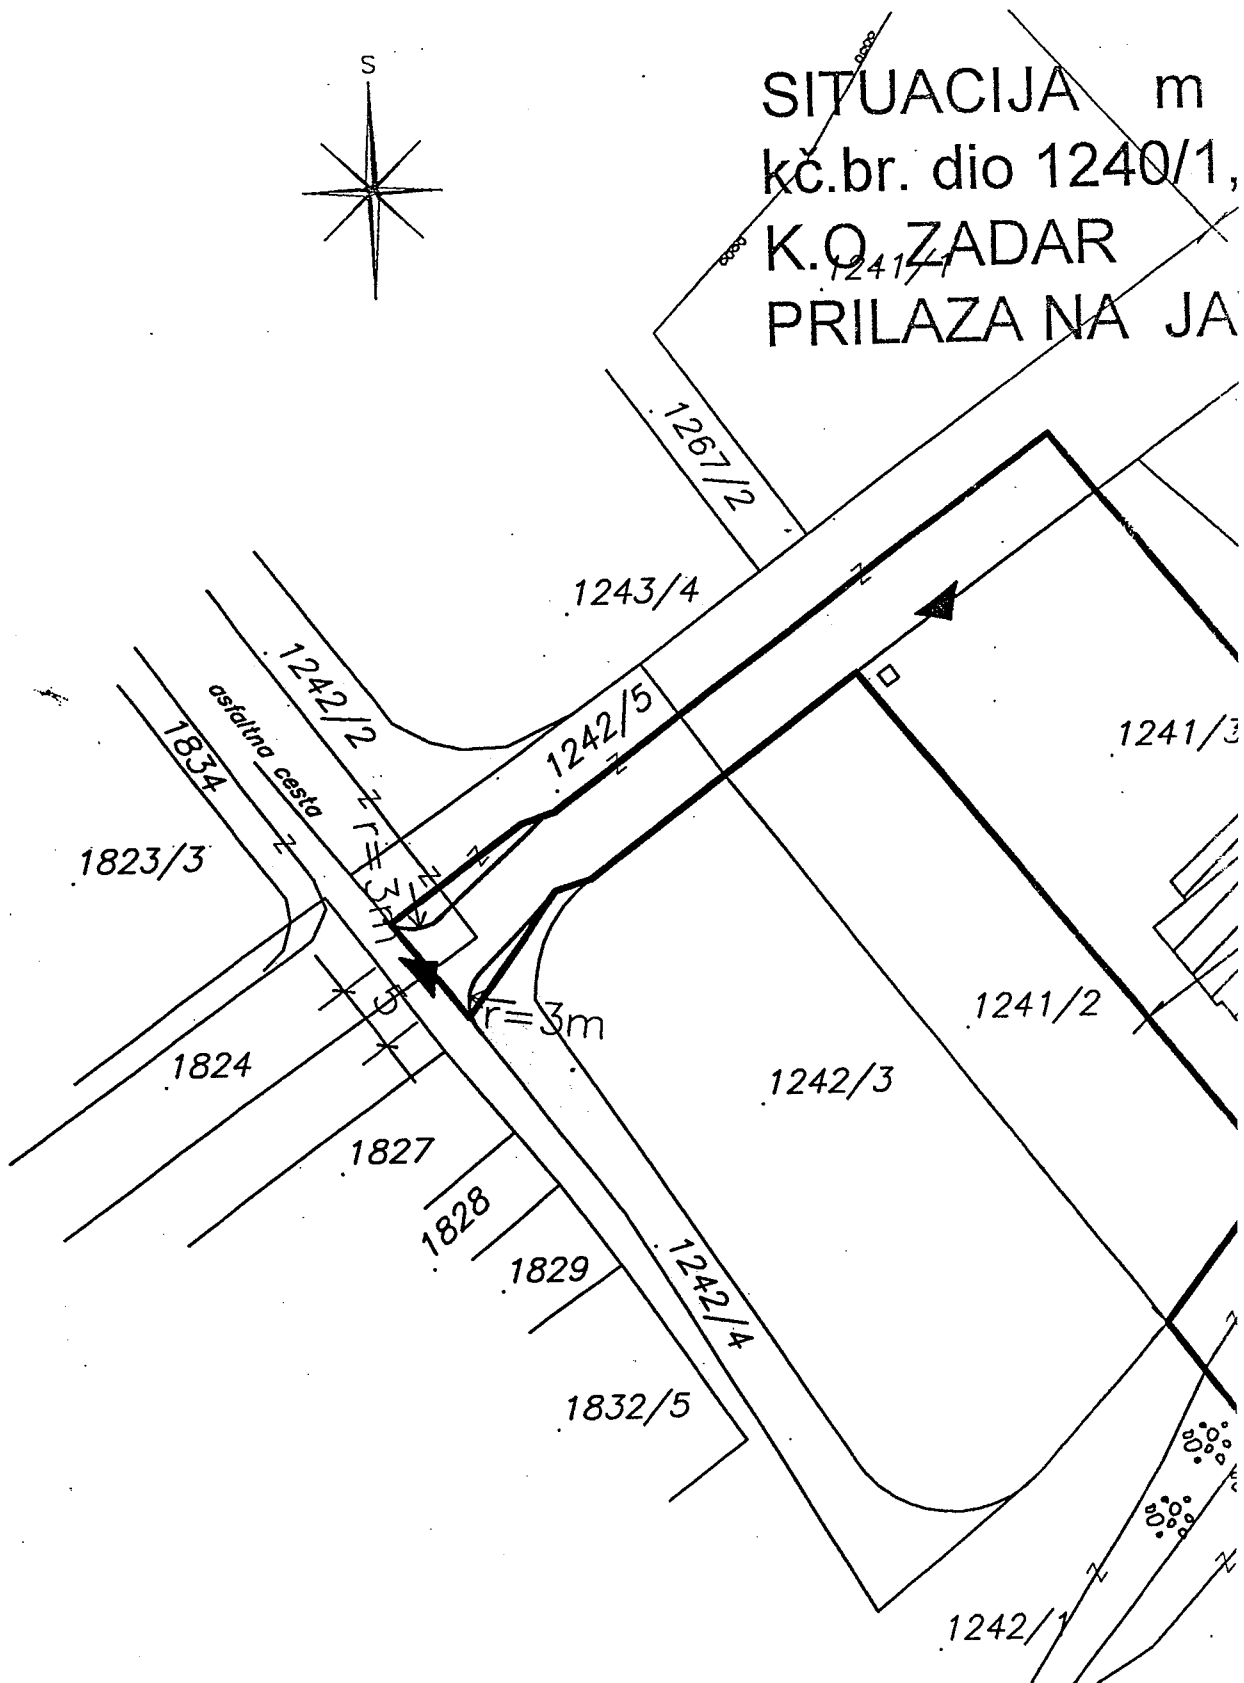 S
SITUACIJA m
kč.br. dio 1240/1,
K.O. ZADAR
1241/1
PRILAZA NA JA
1267/2
1243/4
1242/2
1242/5
asfaltna cesta
1834
1241/3
z
z
z
z
z
z
z
r=3m
1823/3
5
r=3m
1241/2
1824
1242/3
1827
1828
1829
1242/4
1832/5
z
z
z
1242/1